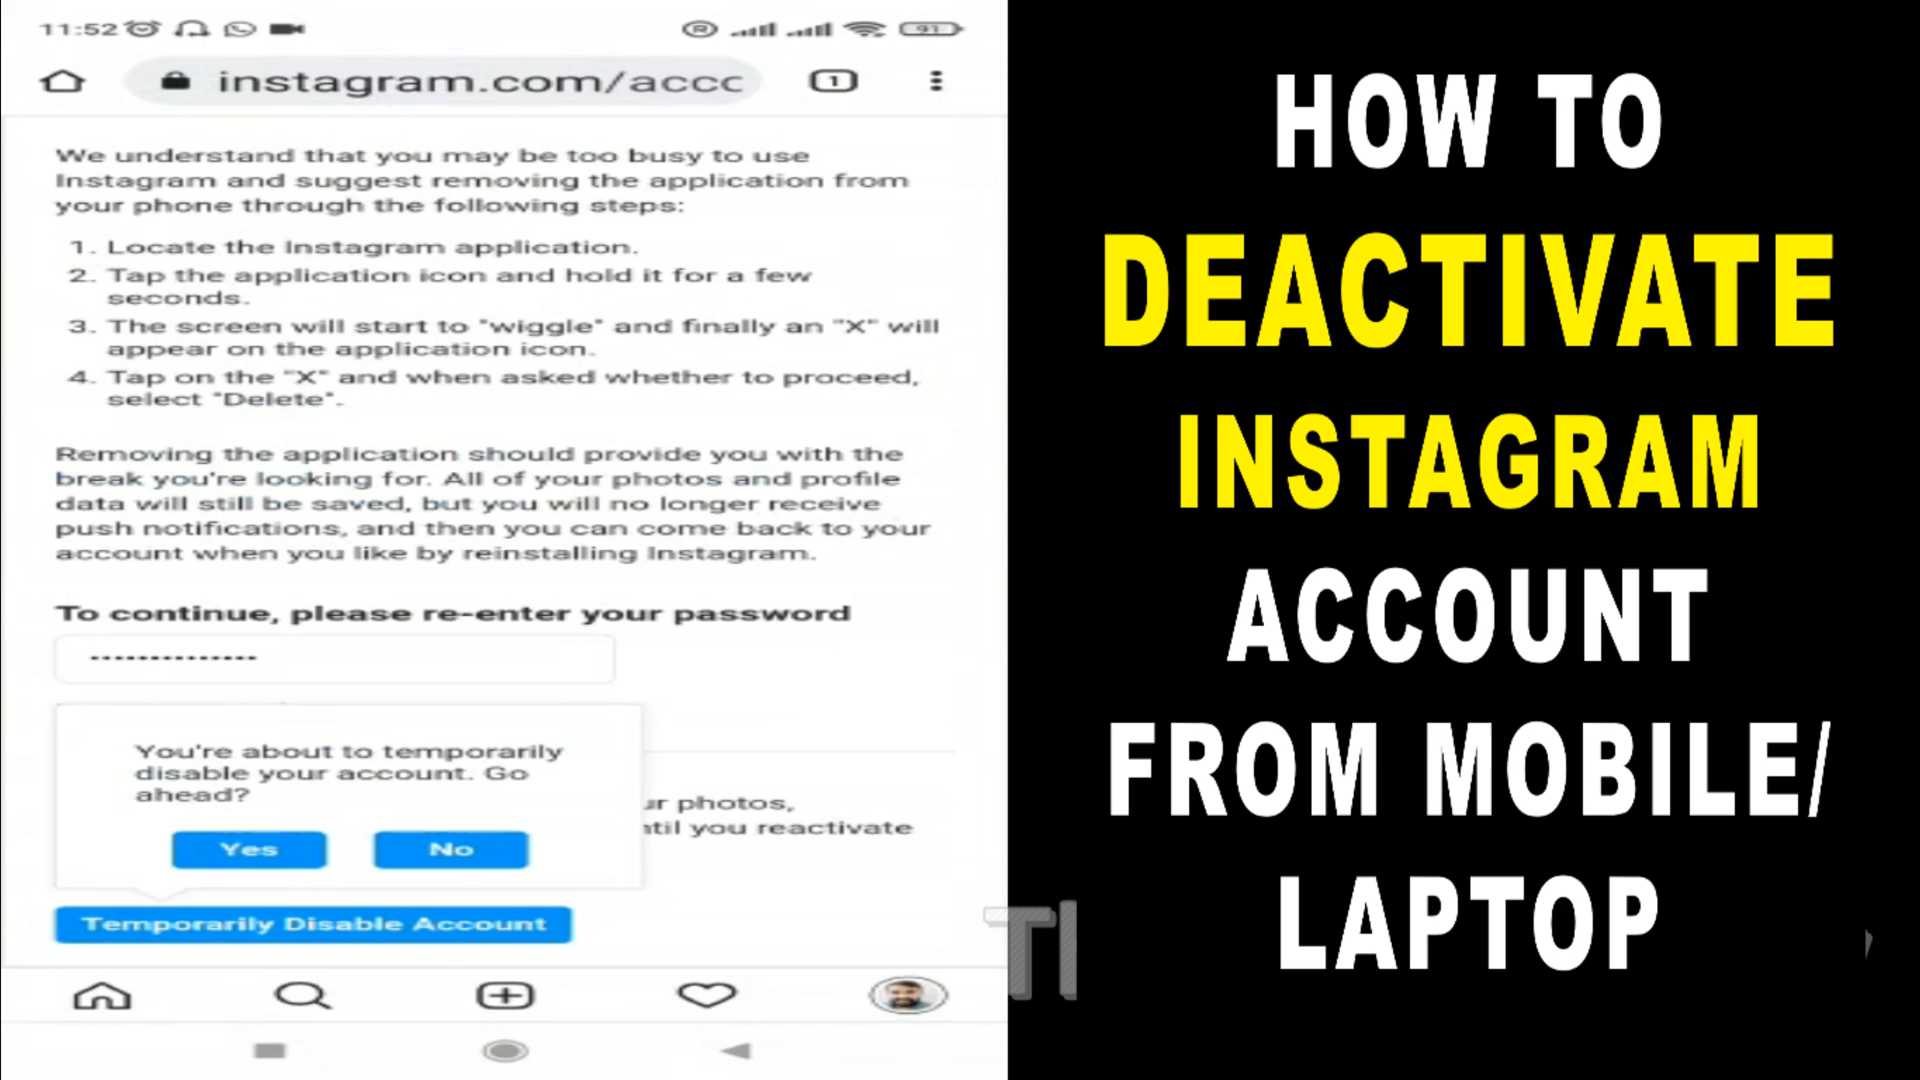 11:52
91
instagram.com/accc
1
We understand that you may be too busy to use
Instagram and suggest removing the application from
your phone through the following steps:
1. Locate the Instagram application.
2. Tap the application icon and hold it for a few
seconds.
3. The screen will start to "wiggle" and finally an "X" will
appear on the application icon.
4. Tap on the "X" and when asked whether to proceed,
select "Delete".
Removing the application should provide you with the
break you're looking for. All of your photos and profile
data will still be saved, but you will no longer receive
push notifications, and then you can come back to your
account when you like by reinstalling Instagram.
To continue, please re-enter your password
You're about to temporarily
disable your account. Go
ahead?
Yes No
ur photos,
ntil you reactivate
Temporarily Disable Account
HOW TO
DEACTIVATE
INSTAGRAM
ACCOUNT
FROM MOBILE/
LAPTOP